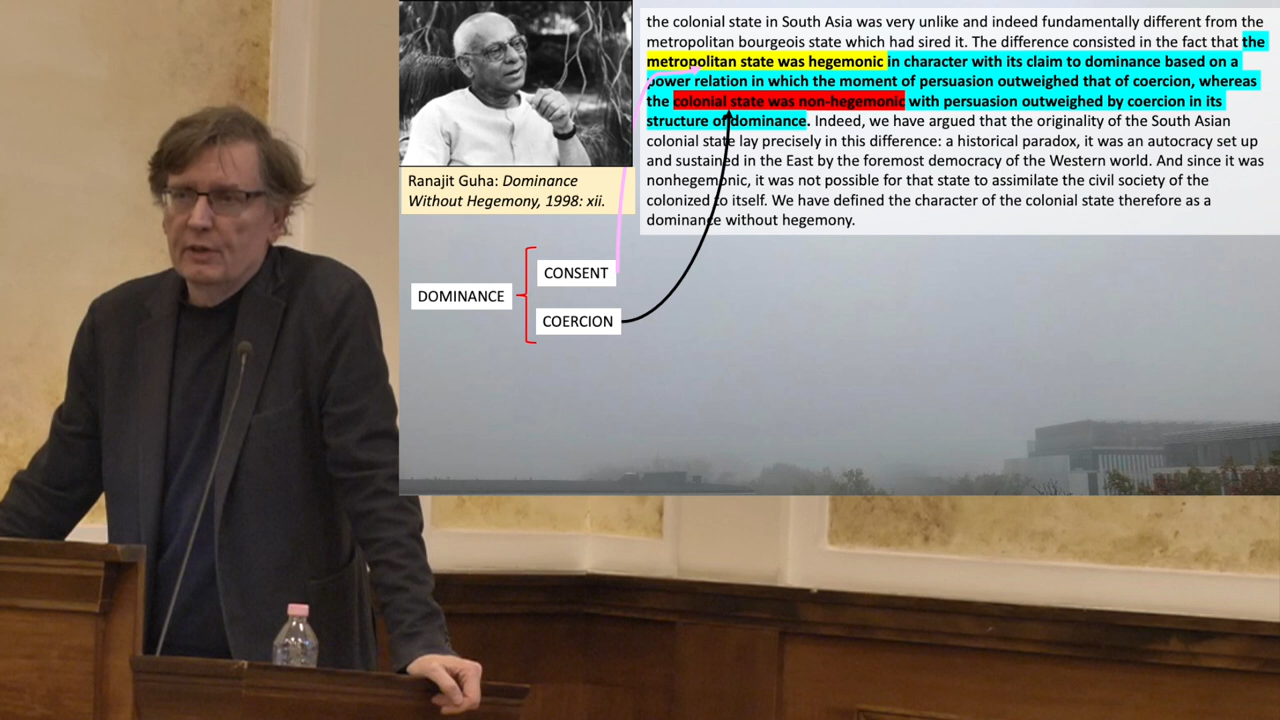 the colonial state in South Asia was very unlike and indeed fundamentally different from the
metropolitan bourgeois state which had sired it. The difference consisted in the fact that the
metropolitan state was hegemonic in character with its claim to dominance based on a
power relation in which the moment of persuasion outweighed that of coercion, whereas
the colonial state was non-hegemonic with persuasion outweighed by coercion in its
structure of dominance. Indeed, we have argued that the originality of the South Asian
colonial state lay precisely in this difference: a historical paradox, it was an autocracy set up
and sustained in the East by the foremost democracy of the Western world. And since it was
nonhegemonic, it was not possible for that state to assimilate the civil society of the
colonized to itself. We have defined the character of the colonial state therefore as a
dominance without hegemony.
Ranajit Guha: Dominance
Without Hegemony, 1998: xii.
CONSENT
DOMINANCE
COERCION